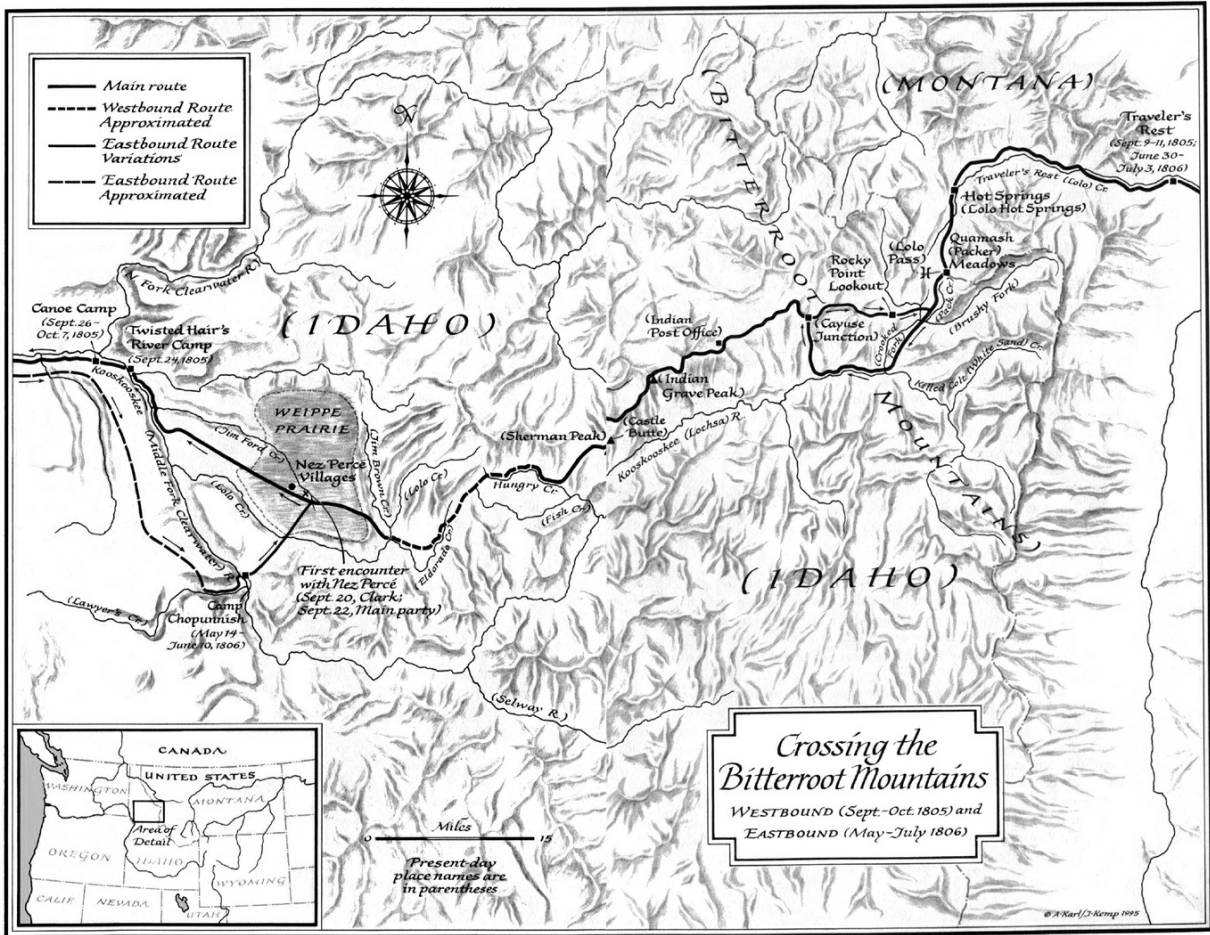 Main route
Westbound Route
Approximated
Eastbound Route
Variations
Eastbound Route
Approximated
N
(MONTANA)
(BITTERROOT
MOUNTAINS)
Traveler's
Rest
(Sept. 9-11, 1805;
June 30-
July 3, 1806)
Traveler's Rest (Lolo) Cr.
Hot Springs
(Lolo Hot Springs)
(Lolo
Pass)
Quamash
(Packer)
Meadows
Rocky
Point
Lookout
(Pack Cr.)
(Brushy Fork)
(Crooked
Fork)
(Cayuse
Junction)
Killed Colt (White Sand) Cr.
(Indian
Post Office)
(Indian
Grave Peak)
(Castle
Butte)
(Sherman Peak)
Kooskooskee (Lochsa) R.
N. Fork Clearwater R.
Canoe Camp
(Sept. 26-
Oct. 7, 1805)
Twisted Hair's
River Camp
(Sept. 24, 1805)
(IDAHO)
Kooskooskee
(Middle Fork Clearwater) R.
WEIPPE
PRAIRIE
(Jim Ford Cr.)
(Jim Brown Cr.)
Nez Percé
Villages
(Lolo Cr.)
(Lolo Cr.)
Hungry Cr.
(Fish Cr.)
Eldorado Cr.)
First encounter
with Nez Percé
(Sept. 20, Clark;
Sept. 22, Main party)
(Lawyer's Cr.)
Camp
Chopunnish
(May 14-
June 10, 1806)
(IDAHO)
(Selway R.)
CANADA
UNITED STATES
WASHINGTON
MONTANA
Area of
Detail
OREGON
IDAHO
WYOMING
CALIF
NEVADA
UTAH
Miles
0 15
Present-day
place names are
in parentheses
Crossing the
Bitterroot Mountains
WESTBOUND (Sept.-Oct. 1805) and
EASTBOUND (May-July 1806)
© A·Karl/J·Kemp 1995